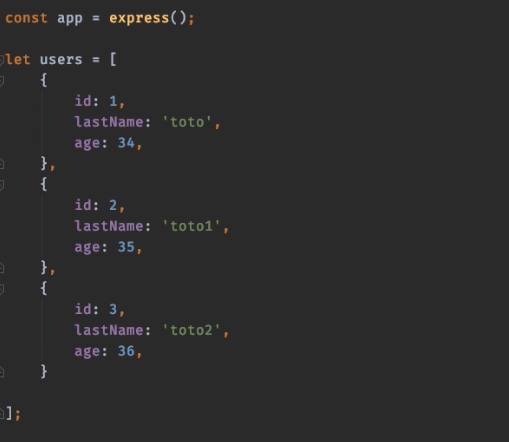 const app = express();
let users = [
{
id: 1,
lastName: 'toto',
age: 34,
},
{
id: 2,
lastName: 'toto1',
age: 35,
},
{
id: 3,
lastName: 'toto2',
age: 36,
}
];